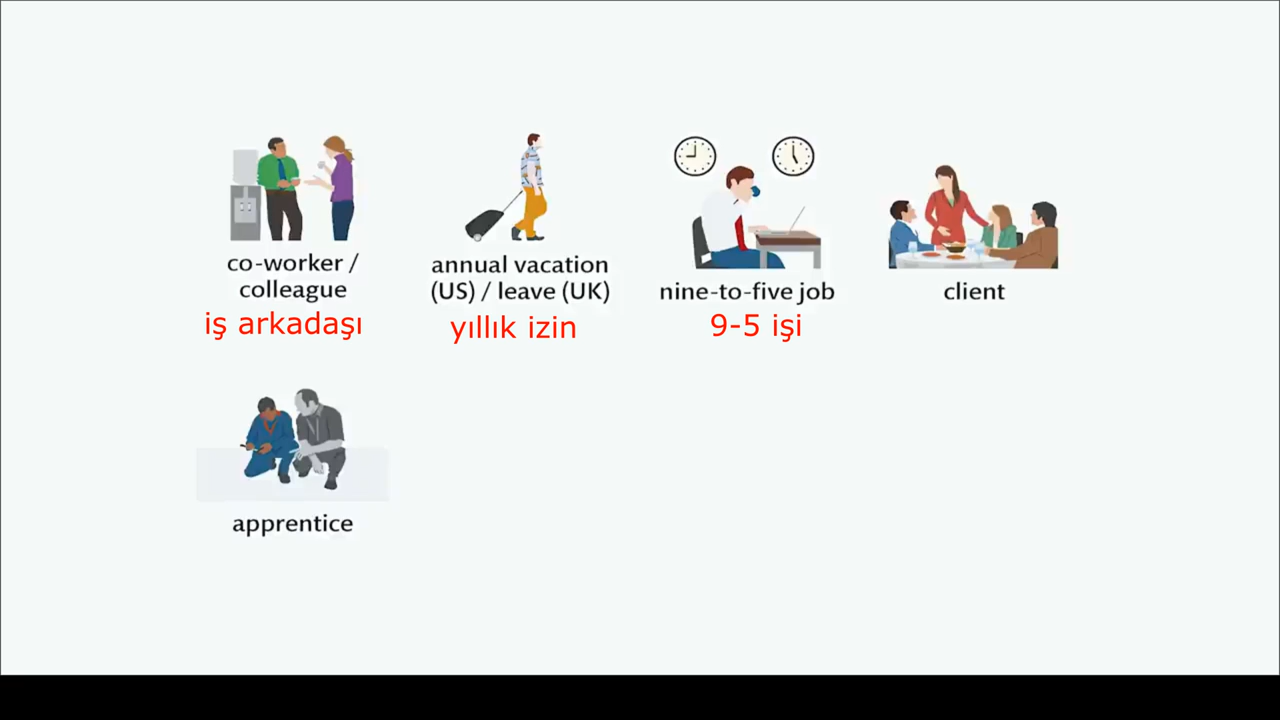 co-worker /
colleague
iş arkadaşı
annual vacation
(US) / leave (UK)
yıllık izin
nine-to-five job
9-5 işi
client
apprentice